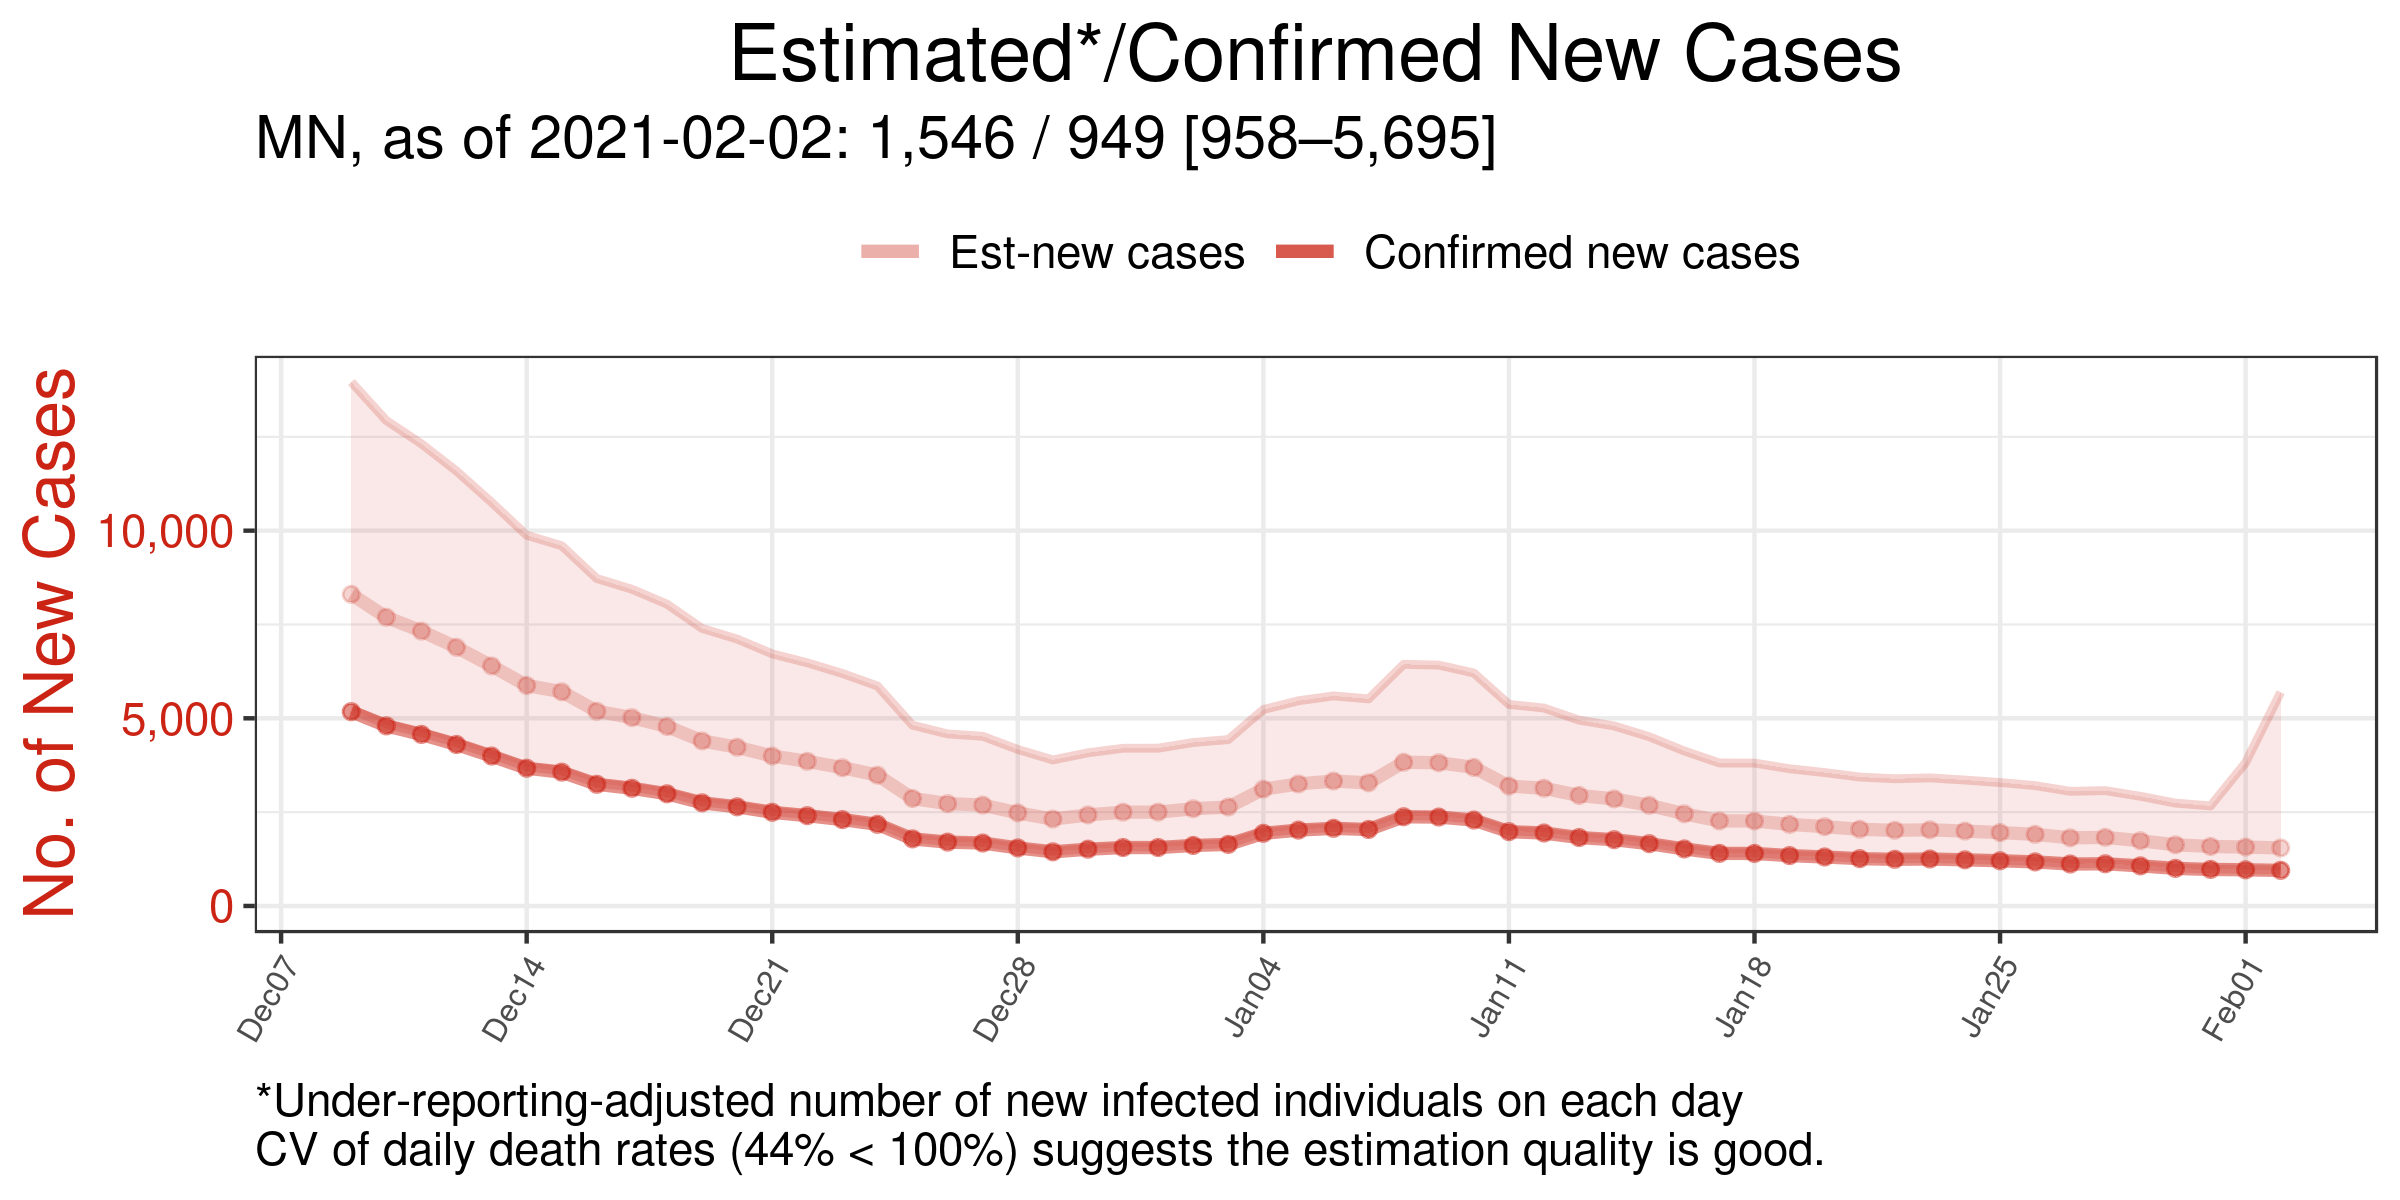 Estimated*/Confirmed New Cases
MN, as of 2021-02-02: 1,546 / 949 [958–5,695]
Est-new cases
Confirmed new cases
No. of New Cases
10,000
5,000
0
Dec07
Dec14
Dec21
Dec28
Jan04
Jan11
Jan18
Jan25
Feb01
*Under-reporting-adjusted number of new infected individuals on each day
CV of daily death rates (44% < 100%) suggests the estimation quality is good.